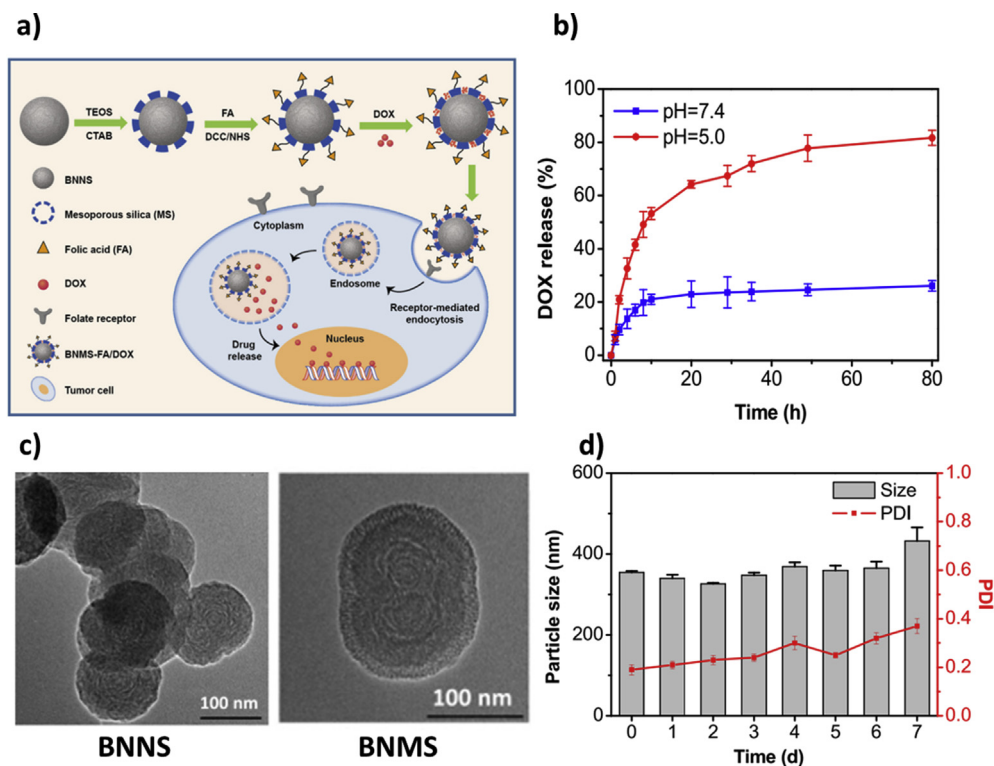 a)
TEOS
CTAB
FA
DCC/NHS
DOX
BNNS
Mesoporous silica (MS)
Folic acid (FA)
DOX
Folate receptor
BNMS-FA/DOX
Tumor cell
Cytoplasm
Endosome
Receptor-mediated
endocytosis
Drug
release
Nucleus
b)
DOX release (%)
100
80
60
40
20
0
pH=7.4
pH=5.0
0
20
40
60
80
Time (h)
c)
100 nm
BNNS
100 nm
BNMS
d)
Particle size (nm)
600
400
200
0
Size
PDI
1.0
0.8
0.6
0.4
0.2
0.0
PDI
0
1
2
3
4
5
6
7
Time (d)